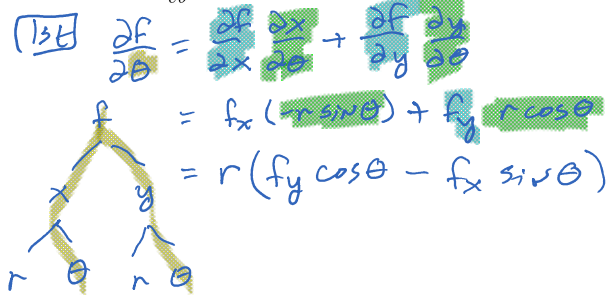 1st ∂f/∂θ = ∂f/∂x ∂x/∂θ + ∂f/∂y ∂y/∂θ
= f_x (-r sinθ) + f_y r cosθ
= r(f_y cosθ - f_x sinθ)
f
x y
r θ r θ